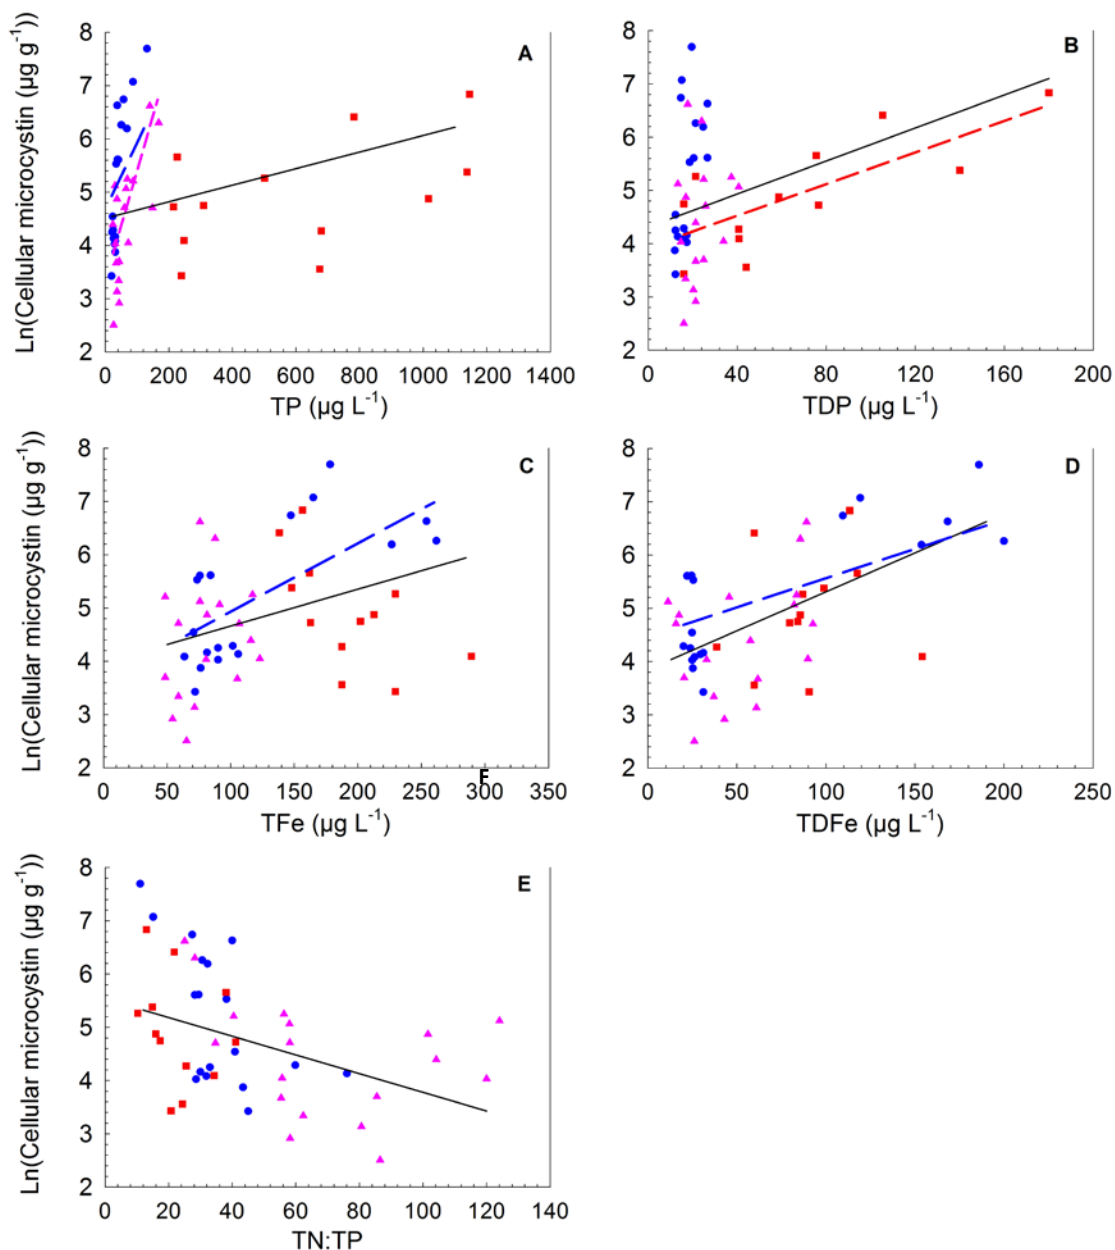 A
8
7
6
5
4
3
2
Ln(Cellular microcystin (µg g⁻¹))
0 200 400 600 800 1000 1200 1400
TP (µg L⁻¹)
B
8
7
6
5
4
3
2
0 40 80 120 160 200
TDP (µg L⁻¹)
C
8
7
6
5
4
3
2
Ln(Cellular microcystin (µg g⁻¹))
F
0 50 100 150 200 250 300 350
TFe (µg L⁻¹)
D
8
7
6
5
4
3
2
0 50 100 150 200 250
TDFe (µg L⁻¹)
E
8
7
6
5
4
3
2
Ln(Cellular microcystin (µg g⁻¹))
0 20 40 60 80 100 120 140
TN:TP